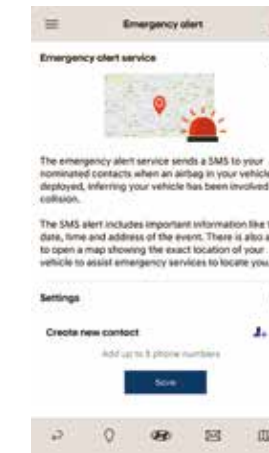 Emergency alert
Emergency alert service
The emergency alert service sends a SMS to your
nominated contacts when an airbag in your vehicle
deployed, inferring your vehicle has been involved
collision.
The SMS alert includes important information like
date, time and address of the event. There is also
to open a map showing the exact location of your
vehicle to assist emergency services to locate you.
Settings
Create new contact
Add up to 5 phone numbers
Save